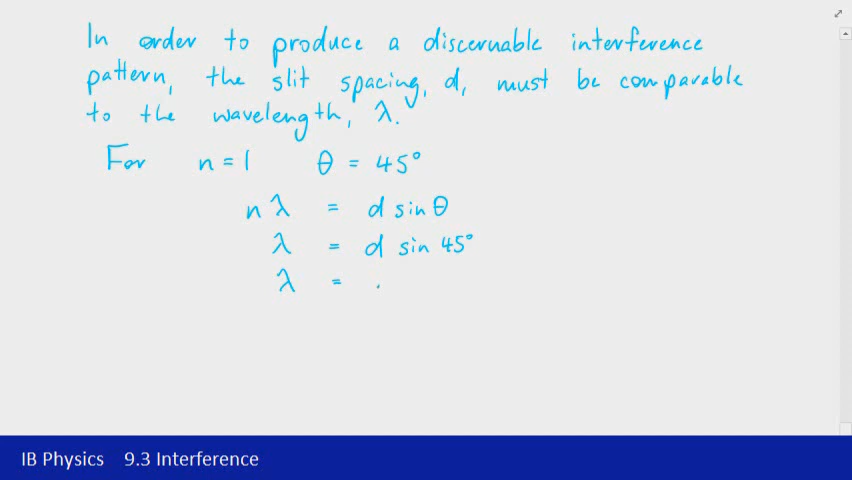 In order to produce a discernable interference
pattern, the slit spacing, d, must be comparable
to the wavelength, λ.
For n = 1 θ = 45°
n λ = d sin θ
λ = d sin 45°
λ = .
IB Physics 9.3 Interference